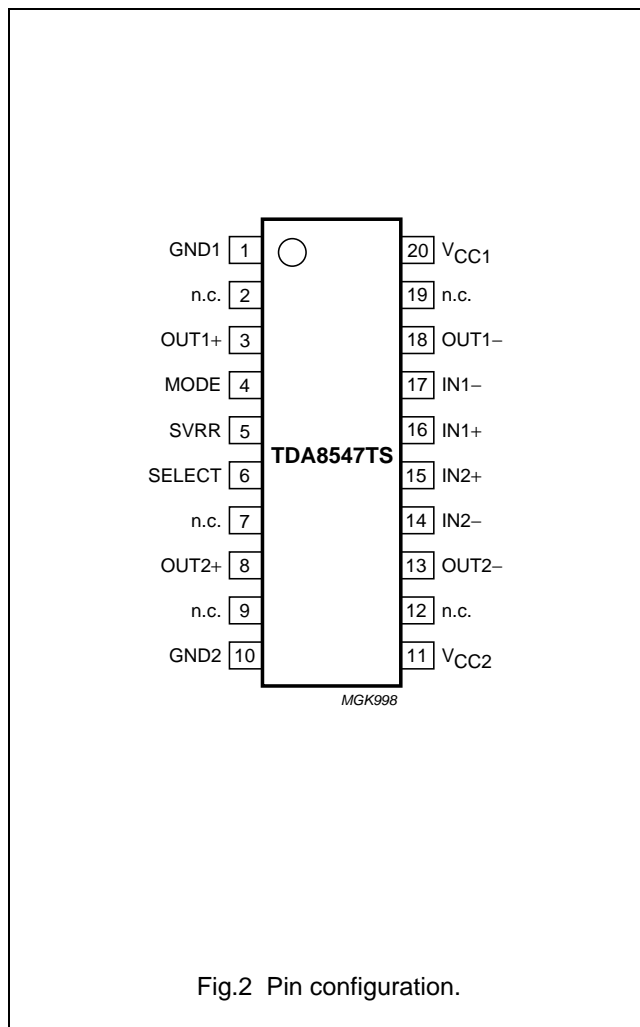 GND1 1 20 VCC1
n.c. 2 19 n.c.
OUT1+ 3 18 OUT1−
MODE 4 17 IN1−
SVRR 5 16 IN1+
TDA8547TS
SELECT 6 15 IN2+
n.c. 7 14 IN2−
OUT2+ 8 13 OUT2−
n.c. 9 12 n.c.
GND2 10 11 VCC2
MGK998
Fig.2 Pin configuration.